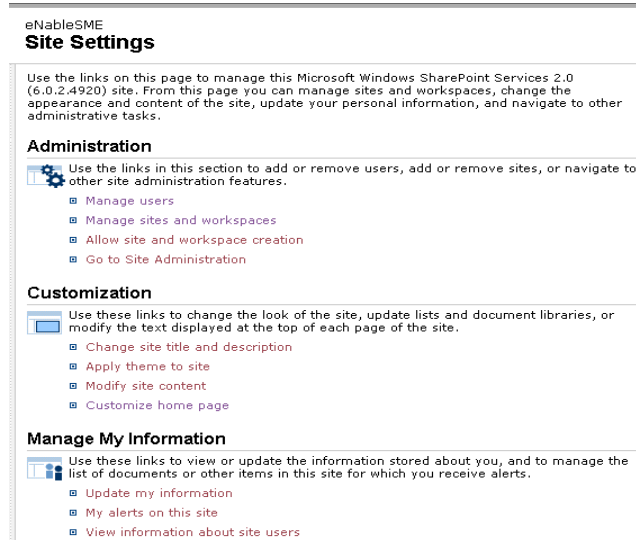 eNableSME
Site Settings
Use the links on this page to manage this Microsoft Windows SharePoint Services 2.0
(6.0.2.4920) site. From this page you can manage sites and workspaces, change the
appearance and content of the site, update your personal information, and navigate to other
administrative tasks.
Administration
Use the links in this section to add or remove users, add or remove sites, or navigate to
other site administration features.
Manage users
Manage sites and workspaces
Allow site and workspace creation
Go to Site Administration
Customization
Use these links to change the look of the site, update lists and document libraries, or
modify the text displayed at the top of each page of the site.
Change site title and description
Apply theme to site
Modify site content
Customize home page
Manage My Information
Use these links to view or update the information stored about you, and to manage the
list of documents or other items in this site for which you receive alerts.
Update my information
My alerts on this site
View information about site users